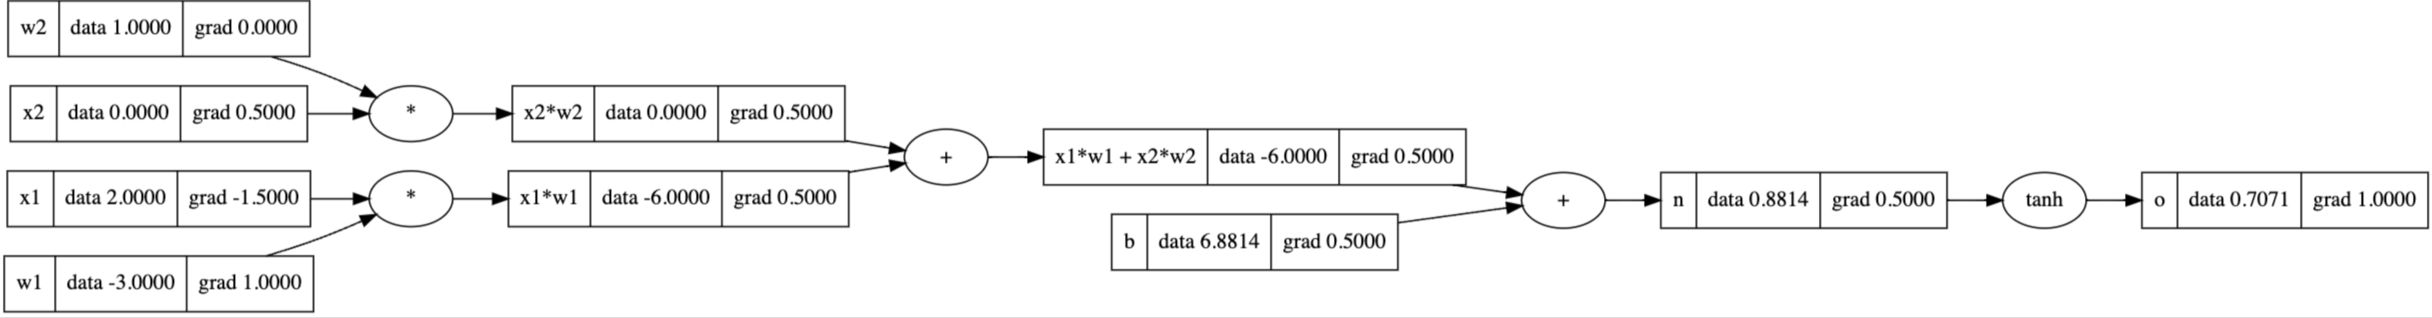 w2 data 1.0000 grad 0.0000
x2 data 0.0000 grad 0.5000
*
x2*w2 data 0.0000 grad 0.5000
x1 data 2.0000 grad -1.5000
*
x1*w1 data -6.0000 grad 0.5000
w1 data -3.0000 grad 1.0000
+
x1*w1 + x2*w2 data -6.0000 grad 0.5000
b data 6.8814 grad 0.5000
+
n data 0.8814 grad 0.5000
tanh
o data 0.7071 grad 1.0000